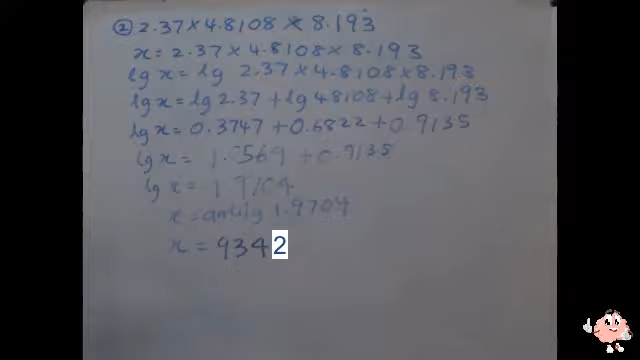 ② 2.37×4.8108×8.193
x=2.37×4.8108×8.193
lg x=lg 2.37×4.8108×8.193
lg x=lg 2.37+lg 4.8108+lg 8.193
lg x=0.3747+0.6822+0.9135
lg x= 1.0569 +0.9135
lg x= 1.9704
x=antilg 1.9704
x=9342